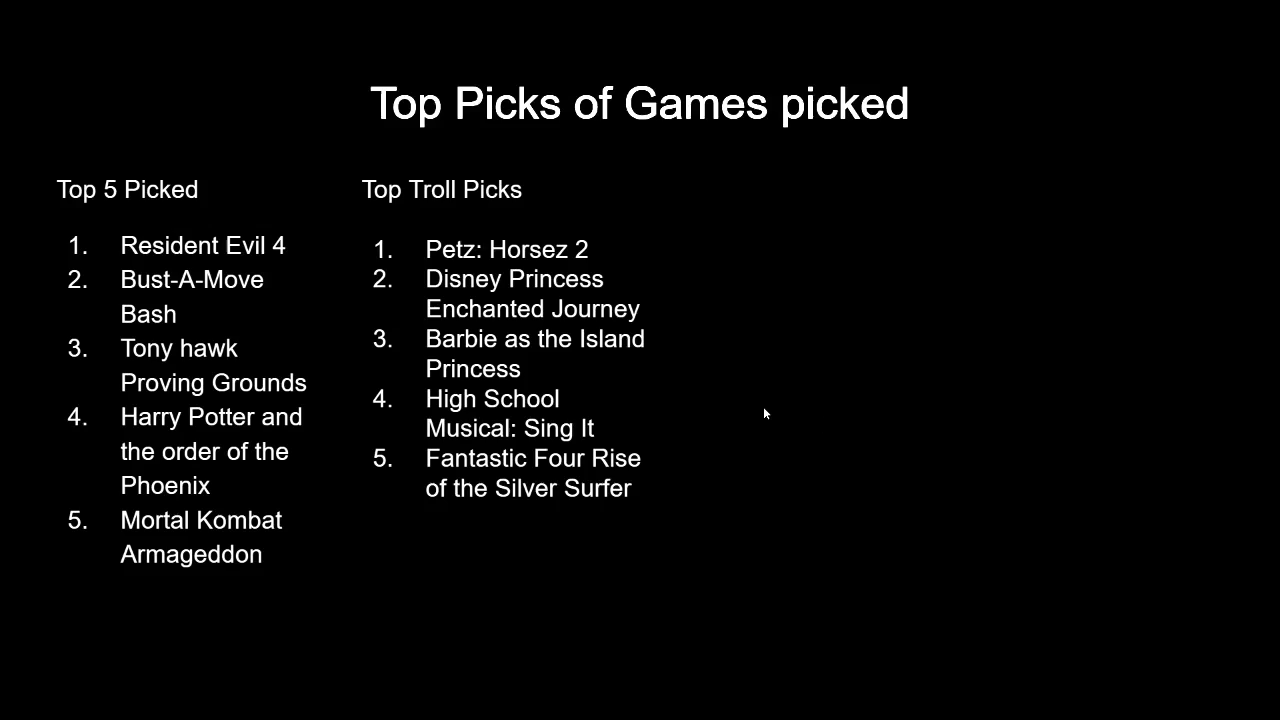 Top Picks of Games picked
Top 5 Picked
1. Resident Evil 4
2. Bust-A-Move
Bash
3. Tony hawk
Proving Grounds
4. Harry Potter and
the order of the
Phoenix
5. Mortal Kombat
Armageddon
Top Troll Picks
1. Petz: Horsez 2
2. Disney Princess
Enchanted Journey
3. Barbie as the Island
Princess
4. High School
Musical: Sing It
5. Fantastic Four Rise
of the Silver Surfer